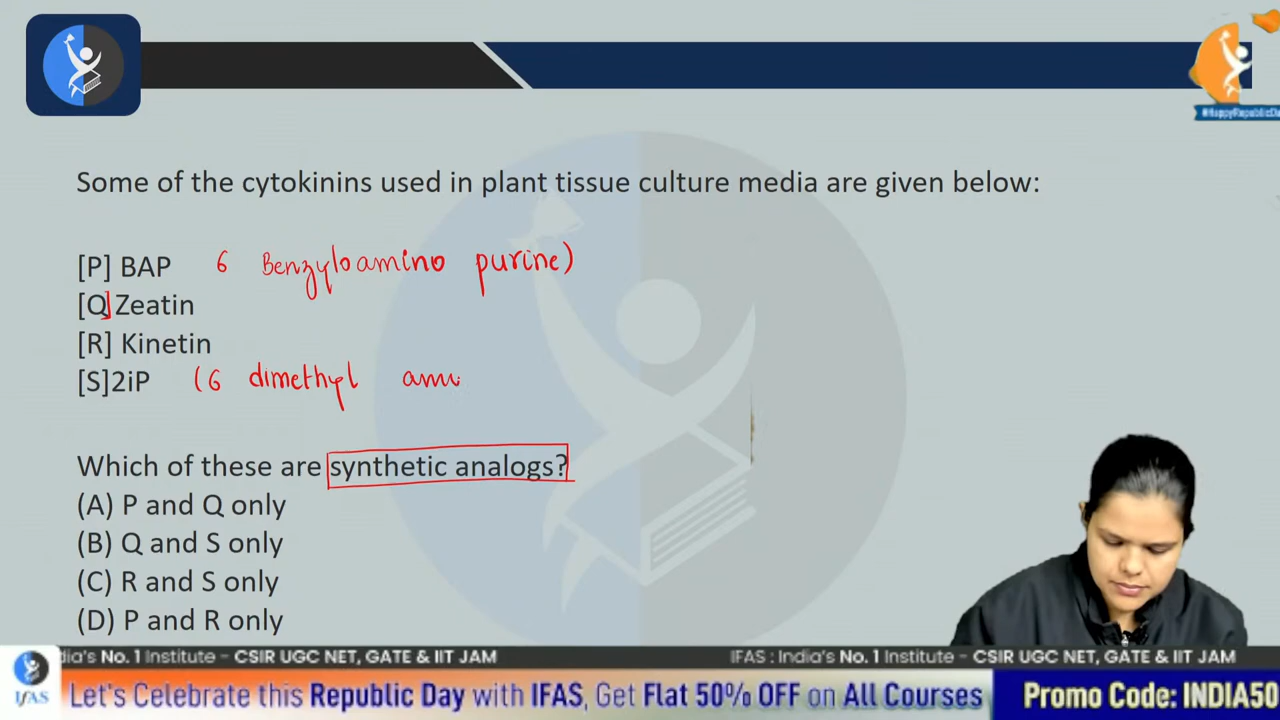 #HappyRepublicDa
Some of the cytokinins used in plant tissue culture media are given below:
[P] BAP 6 Benzyloamino purine)
[Q] Zeatin
[R] Kinetin
[S]2iP (6 dimethyl amu
Which of these are synthetic analogs?
(A) P and Q only
(B) Q and S only
(C) R and S only
(D) P and R only
dia's No. 1 Institute - CSIR UGC NET, GATE & IIT JAM IFAS : India's No. 1 Institute - CSIR UGC NET, GATE & IIT JAM
IFAS Let's Celebrate this Republic Day with IFAS, Get Flat 50% OFF on All Courses Promo Code: INDIA50